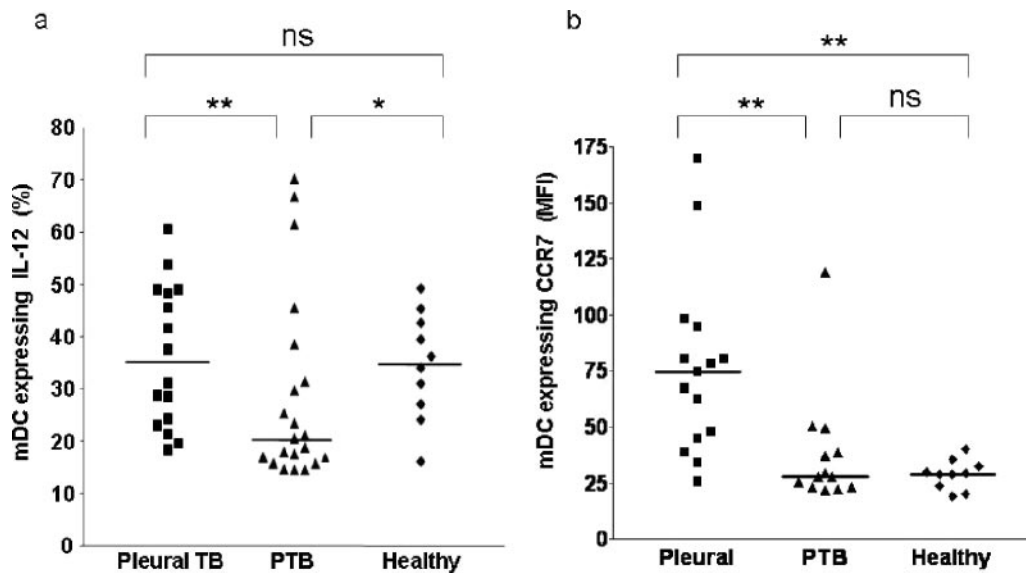 a
ns
**
*
mDC expressing IL-12 (%)
80
70
60
50
40
30
20
10
0
Pleural TB PTB Healthy
b
**
**
ns
mDC expressing CCR7 (MFI)
175
150
125
100
75
50
25
0
Pleural PTB Healthy